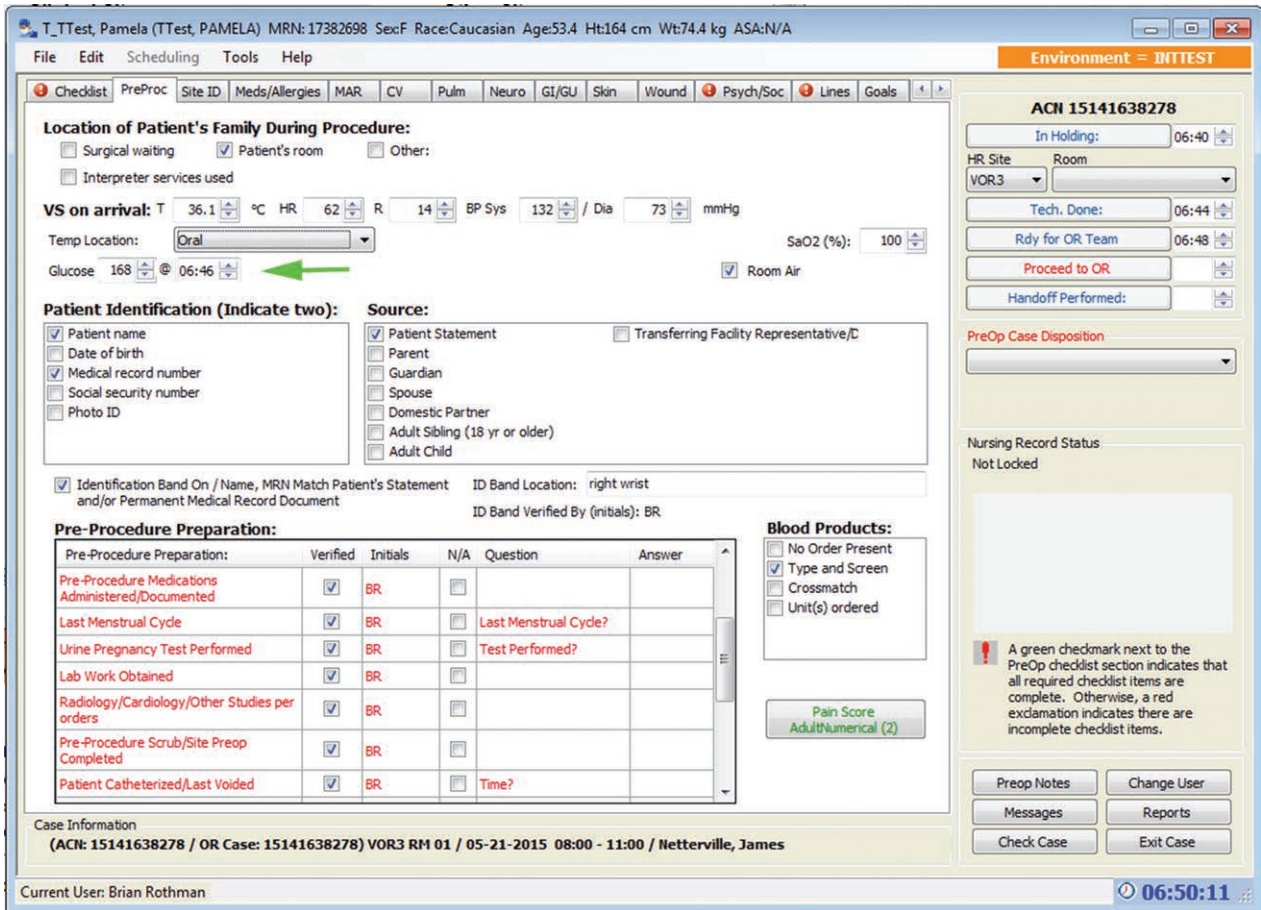 T_TTest, Pamela (TTest, PAMELA) MRN: 17382698 Sex:F Race:Caucasian Age:53.4 Ht:164 cm Wt:74.4 kg ASA:N/A
File Edit Scheduling Tools Help
Environment = INTTEST
Checklist PreProc Site ID Meds/Allergies MAR CV Pulm Neuro GI/GU Skin Wound Psych/Soc Lines Goals
Location of Patient's Family During Procedure:
Surgical waiting Patient's room Other:
Interpreter services used
VS on arrival: T 36.1 °C HR 62 R 14 BP Sys 132 / Dia 73 mmHg
Temp Location: Oral SaO2 (%): 100
Glucose 168 @ 06:46 Room Air
Patient Identification (Indicate two):
Patient name
Date of birth
Medical record number
Social security number
Photo ID
Source:
Patient Statement Transferring Facility Representative/D
Parent
Guardian
Spouse
Domestic Partner
Adult Sibling (18 yr or older)
Adult Child
Identification Band On / Name, MRN Match Patient's Statement
and/or Permanent Medical Record Document
ID Band Location: right wrist
ID Band Verified By (initials): BR
Pre-Procedure Preparation:
Pre-Procedure Preparation: Verified Initials N/A Question Answer
Pre-Procedure Medications
Administered/Documented BR
Last Menstrual Cycle BR Last Menstrual Cycle?
Urine Pregnancy Test Performed BR Test Performed?
Lab Work Obtained BR
Radiology/Cardiology/Other Studies per
orders BR
Pre-Procedure Scrub/Site Preop
Completed BR
Patient Catheterized/Last Voided BR Time?
Blood Products:
No Order Present
Type and Screen
Crossmatch
Unit(s) ordered
Pain Score
AdultNumerical (2)
Case Information
(ACN: 15141638278 / OR Case: 15141638278) VOR3 RM 01 / 05-21-2015 08:00 - 11:00 / Netterville, James
ACN 15141638278
In Holding: 06:40
HR Site Room
VOR3
Tech. Done: 06:44
Rdy for OR Team 06:48
Proceed to OR
Handoff Performed:
PreOp Case Disposition
Nursing Record Status
Not Locked
A green checkmark next to the
PreOp checklist section indicates that
all required checklist items are
complete. Otherwise, a red
exclamation indicates there are
incomplete checklist items.
Preop Notes Change User
Messages Reports
Check Case Exit Case
Current User: Brian Rothman
06:50:11